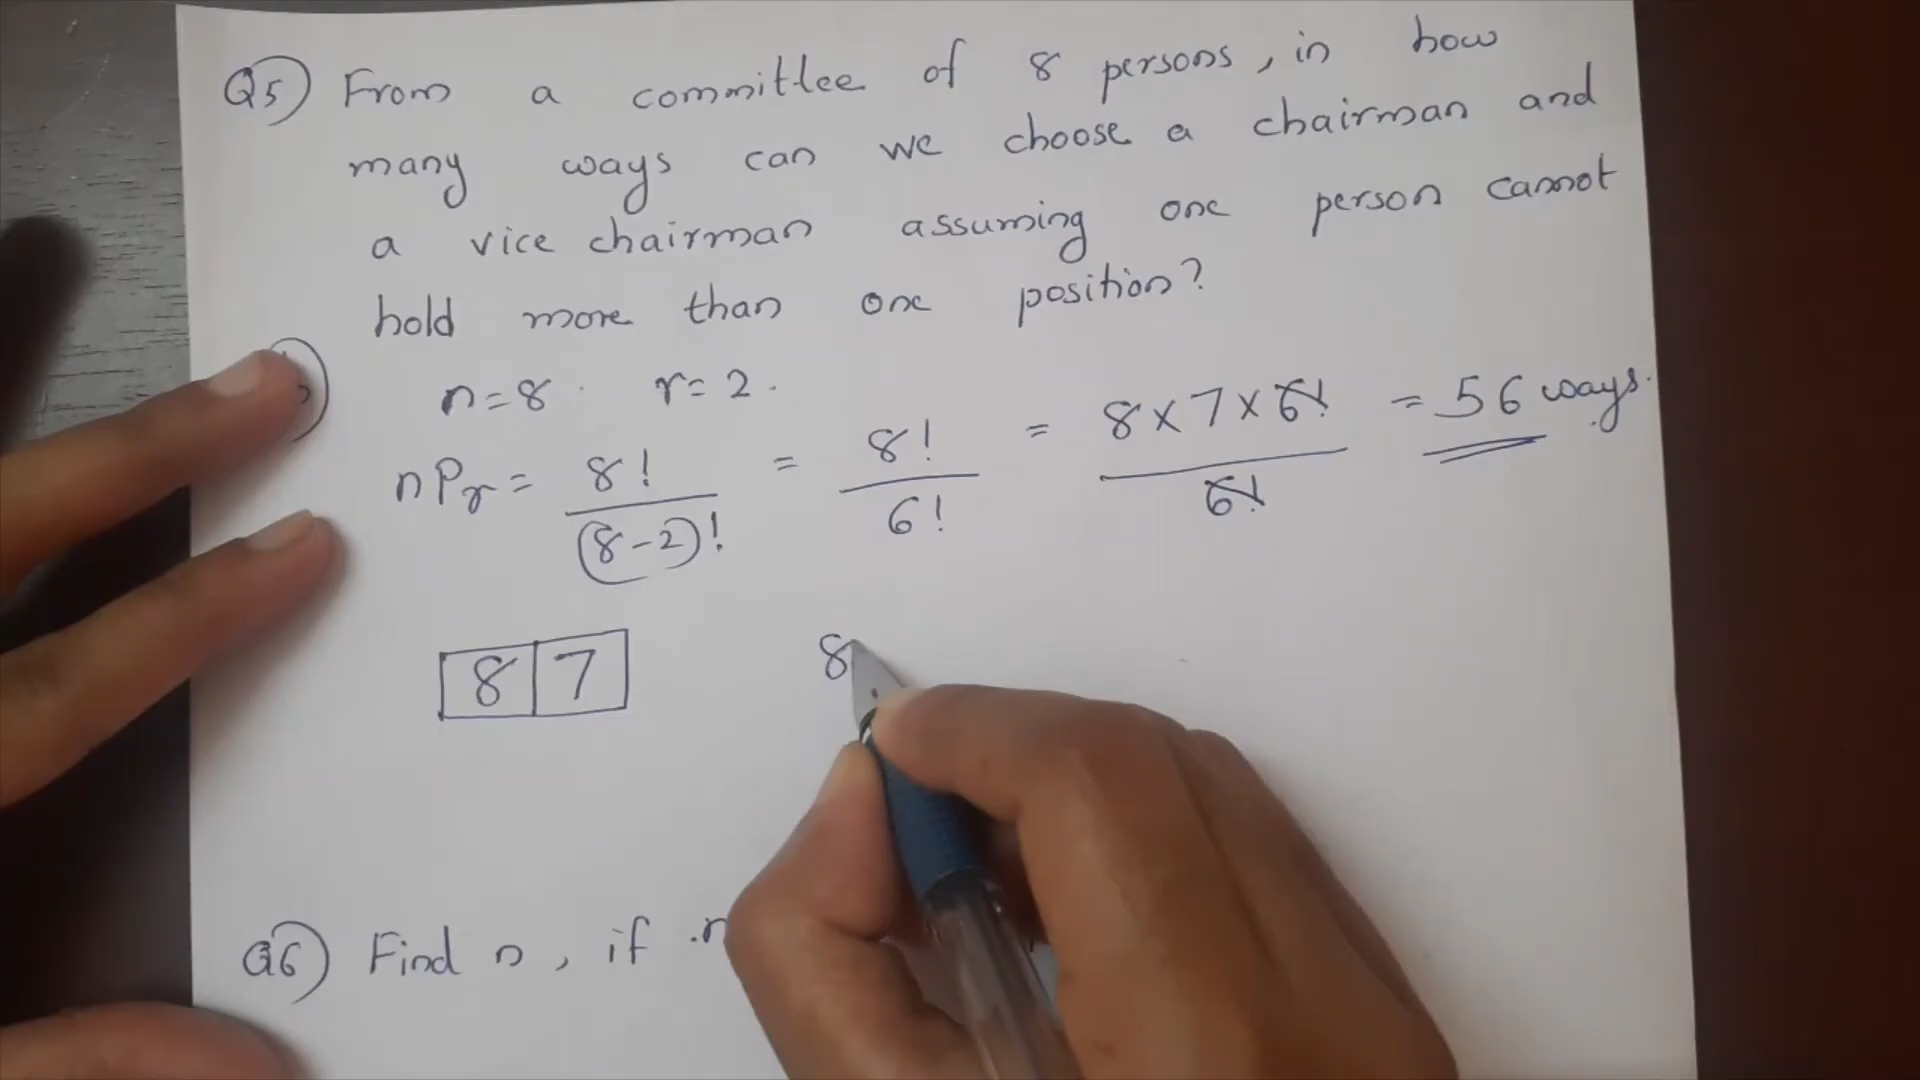 Q5) From a committee of 8 persons, in how
many ways can we choose a chairman and
a vice chairman assuming one person cannot
hold more than one position?
n=8 r=2.
nPr = 8!/(8-2)! = 8!/6! = 8×7×6!/6! = 56 ways.
8 7 8
Q6) Find n, if